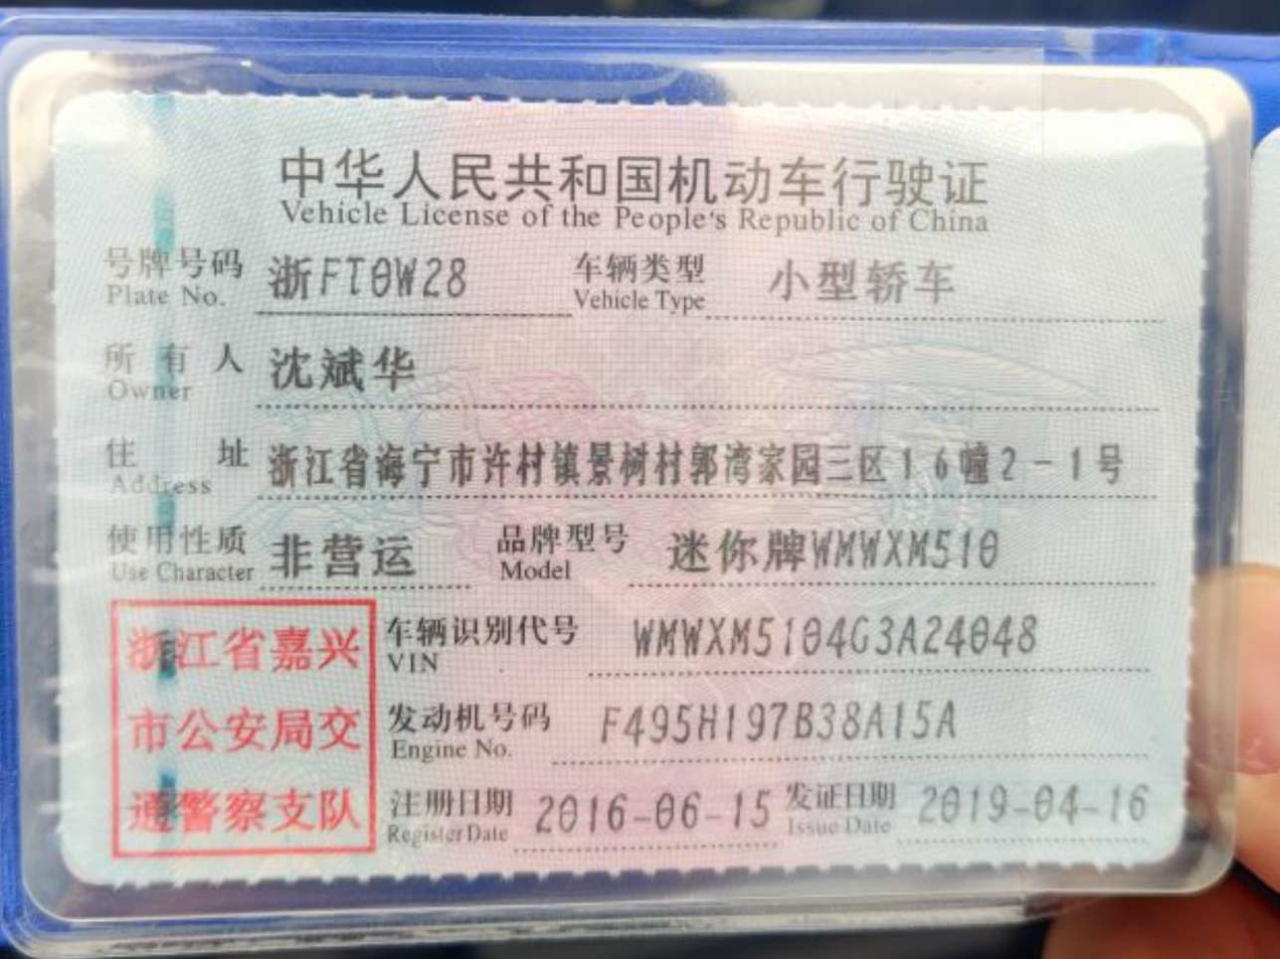 中华人民共和国机动车行驶证
Vehicle License of the People's Republic of China
号牌号码 浙FT0W28 车辆类型 小型轿车
Plate No. Vehicle Type
所有人 沈斌华
Owner
住址 浙江省海宁市许村镇景树村郭湾家园三区16幢2-1号
Address
使用性质 非营运 品牌型号 迷你牌WMWXM510
Use Character Model
浙江省嘉兴
市公安局交
通警察支队
车辆识别代号 WMWXM5104G3A24048
VIN
发动机号码 F495H197B38A15A
Engine No.
注册日期 2016-06-15 发证日期 2019-04-16
Register Date Issue Date